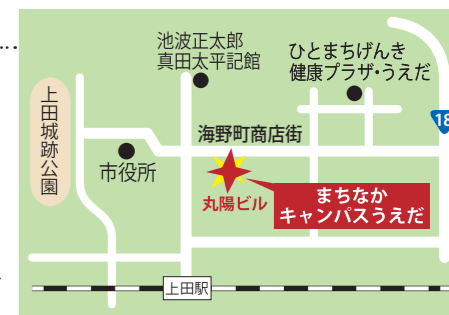 池波正太郎
真田太平記館
ひとまちげんき
健康プラザ・うえだ
上田城跡公園
18
海野町商店街
市役所
丸陽ビル
まちなか
キャンパスうえだ
上田駅